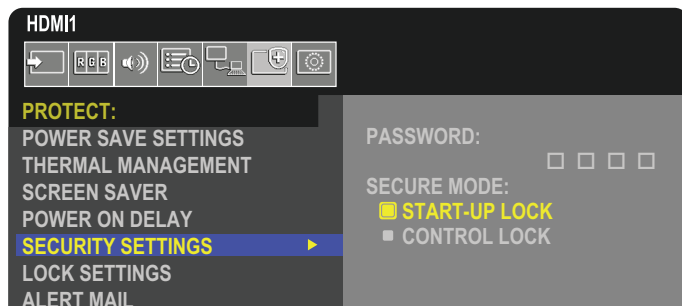 HDMI1
RGB
PROTECT:
POWER SAVE SETTINGS
THERMAL MANAGEMENT
SCREEN SAVER
POWER ON DELAY
SECURITY SETTINGS
LOCK SETTINGS
ALERT MAIL
PASSWORD:
SECURE MODE:
START-UP LOCK
CONTROL LOCK